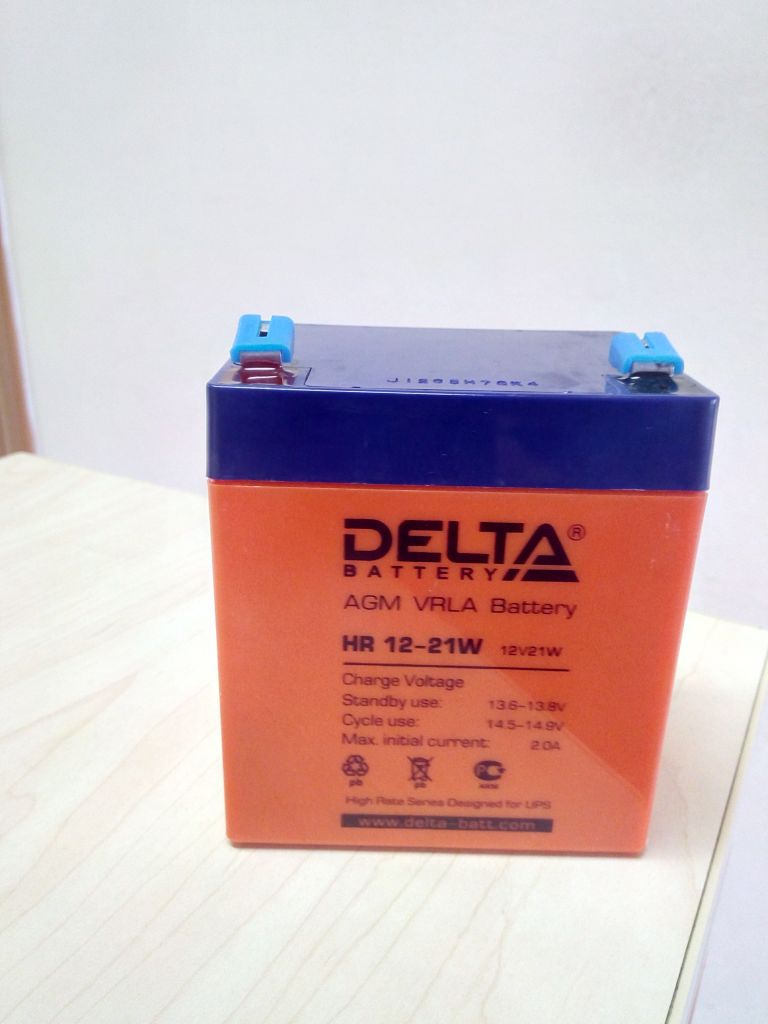 DELTA®
BATTERY
AGM VRLA Battery
HR 12-21W 12V21W
Charge Voltage
Standby use: 13.6-13.8V
Cycle use: 14.5-14.9V
Max. initial current: 2.0A
pb pb
High Rate Series Designed for UPS
www.delta-batt.com